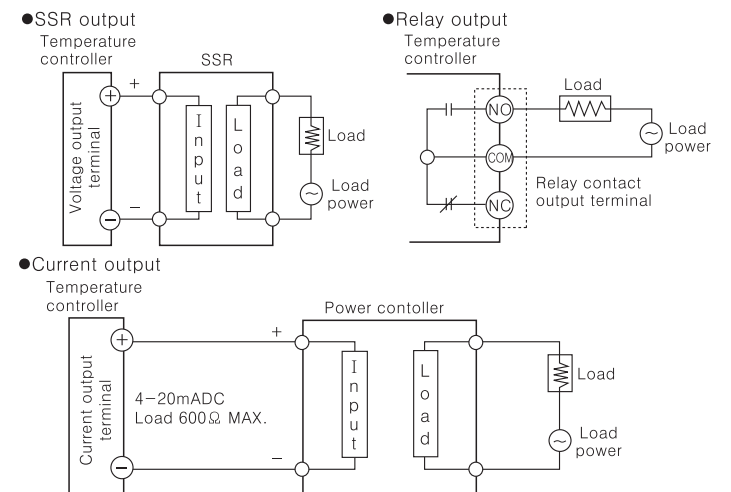 ●SSR output
Temperature
controller
SSR
+
Voltage output
terminal
+
−
−
Input
Load
Load
Load
power
●Relay output
Temperature
controller
NO
COM
NC
Load
Load
power
Relay contact
output terminal
●Current output
Temperature
controller
Power contoller
Current output
terminal
+
+
−
−
4−20mADC
Load 600Ω MAX.
Input
Load
Load
Load
power